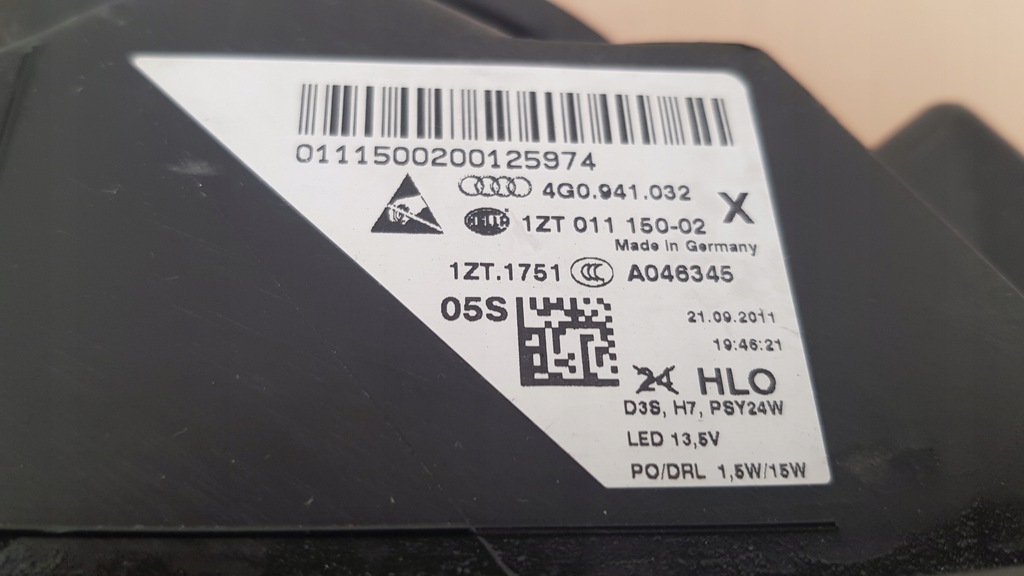 0111500200125974
4G0.941.032
X
1ZT 011 150-02
Made in Germany
1ZT.1751 CCC A046345
05S
21.09.2011
19:46:21
24 HLO
D3S, H7, PSY24W
LED 13,5V
PO/DRL 1,5W/15W